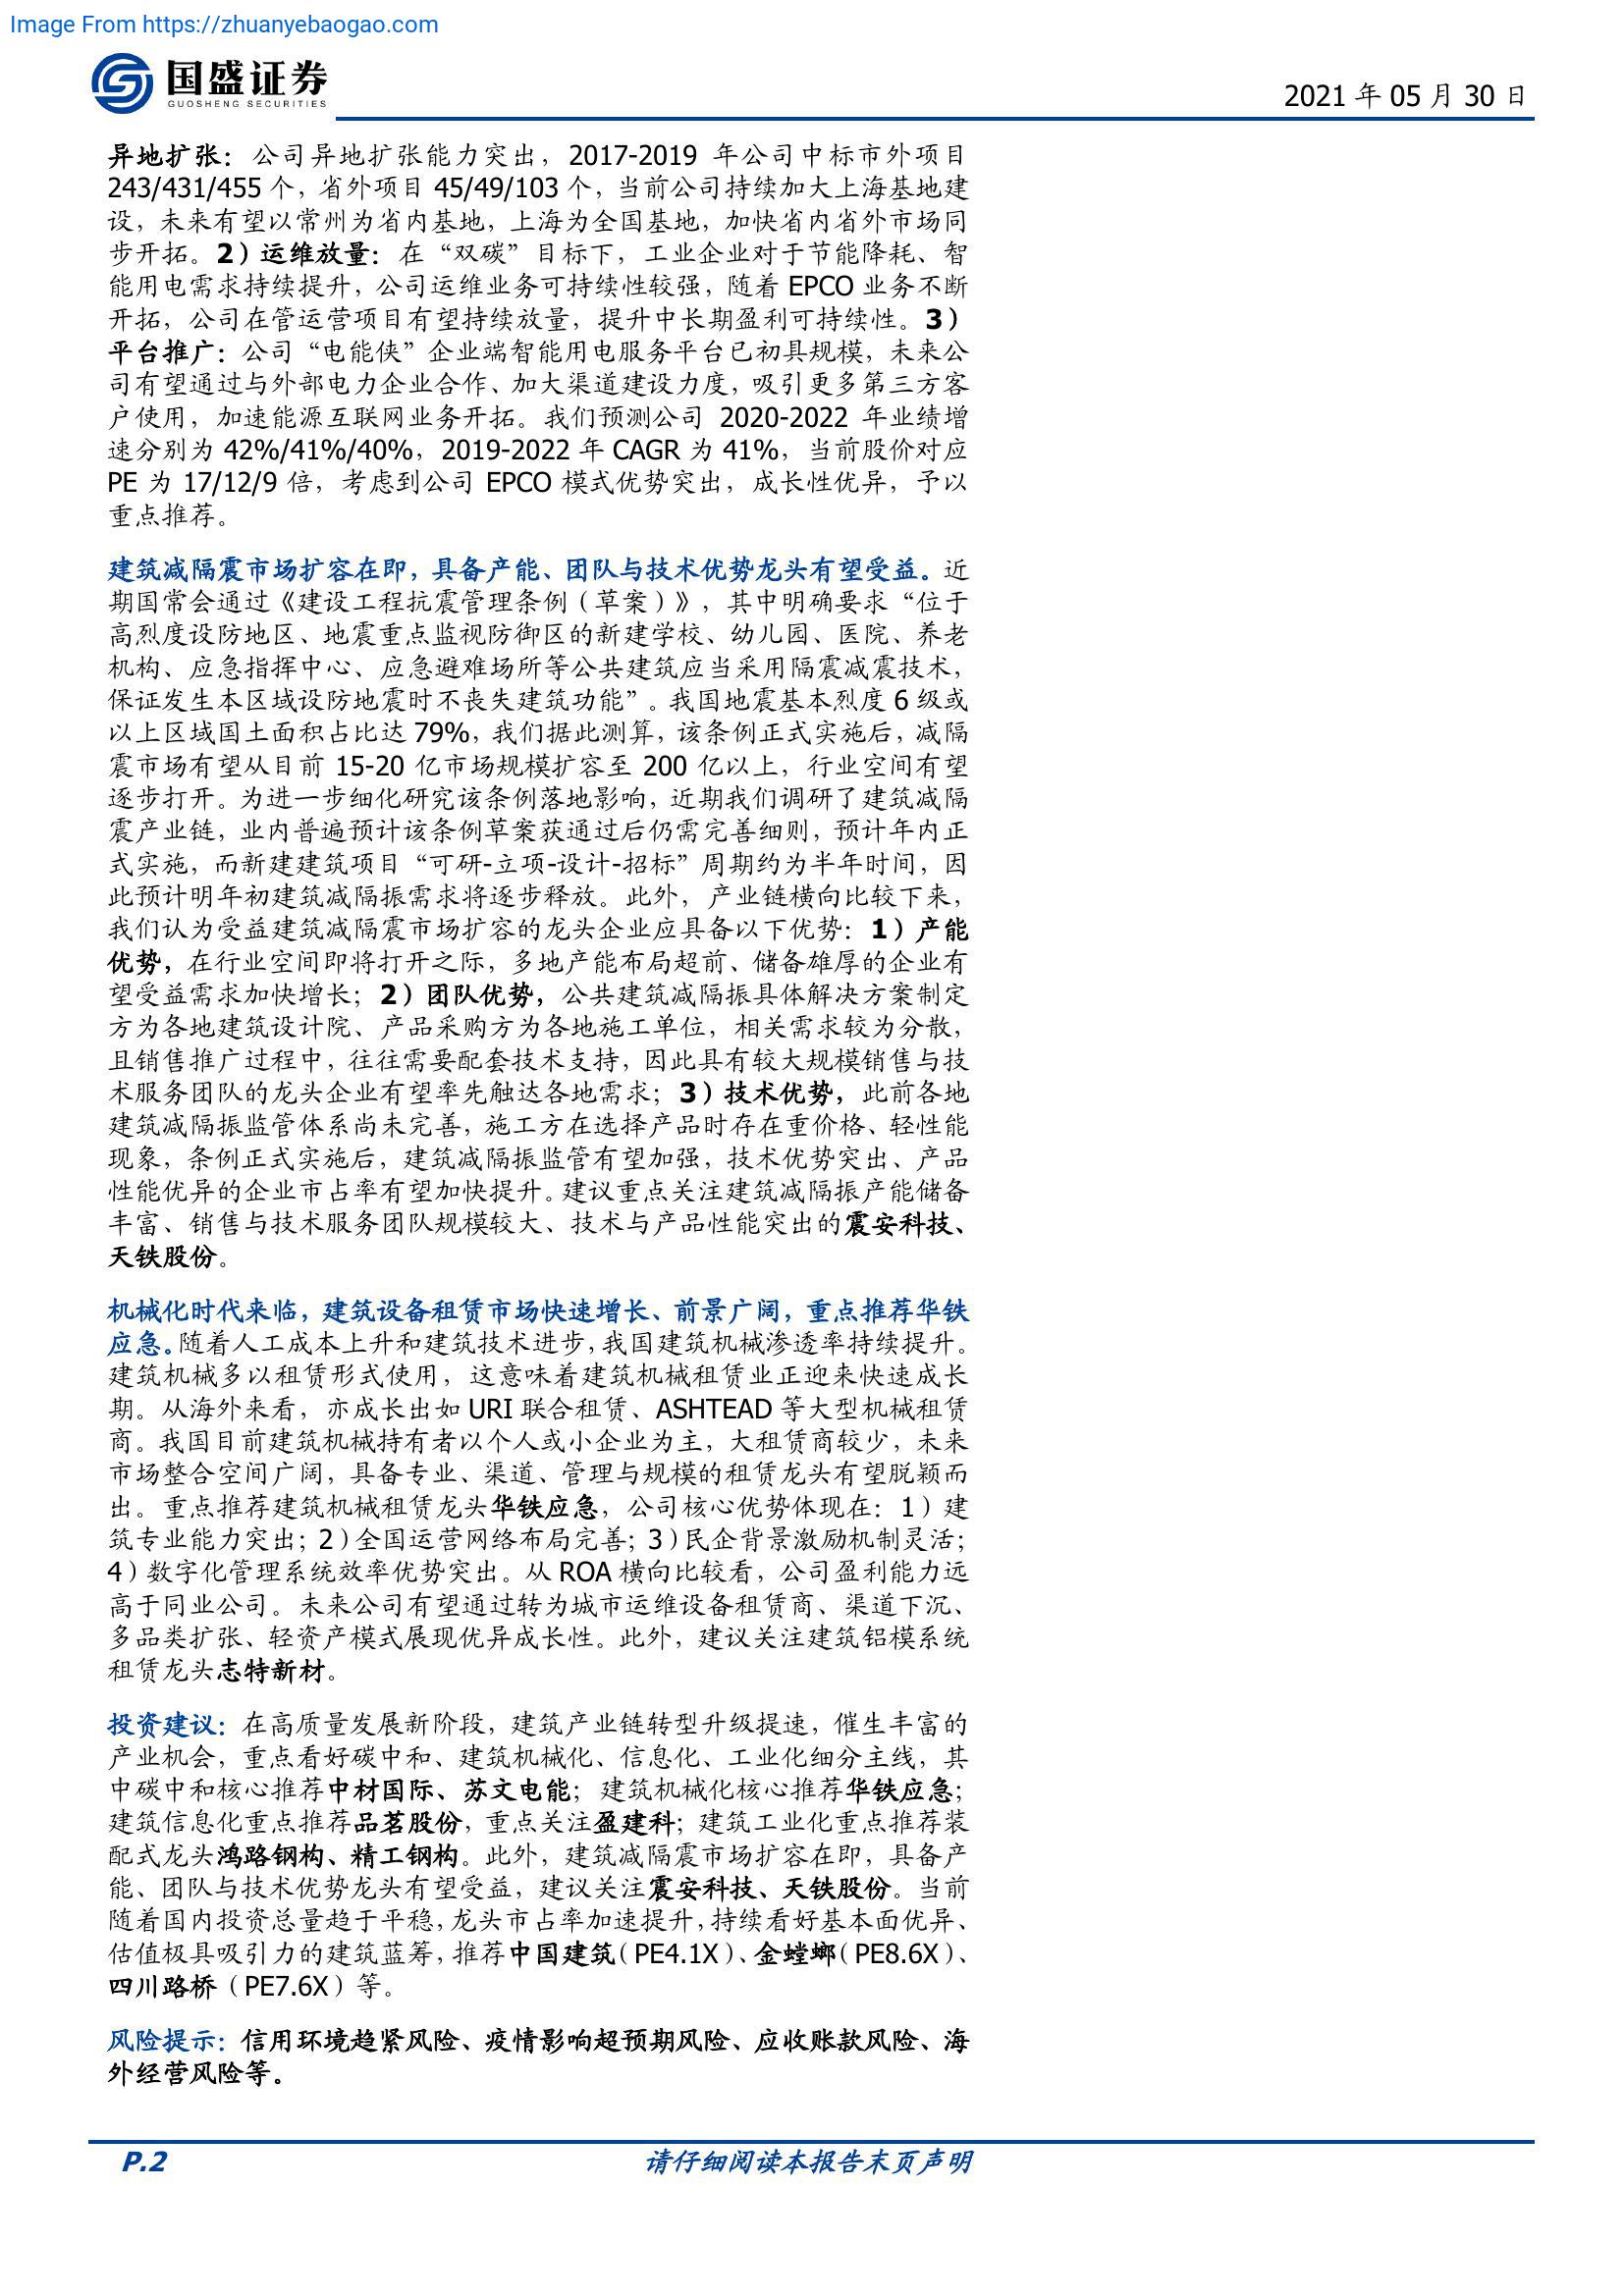 Image From https://zhuanyebaogao.com
国盛证券
GUOSHENG SECURITIES
2021 年 05 月 30 日
异地扩张：公司异地扩张能力突出，2017-2019 年公司中标市外项目
243/431/455 个，省外项目 45/49/103 个，当前公司持续加大上海基地建
设，未来有望以常州为省内基地，上海为全国基地，加快省内省外市场同
步开拓。2）运维放量：在“双碳”目标下，工业企业对于节能降耗、智
能用电需求持续提升，公司运维业务可持续性较强，随着 EPCO 业务不断
开拓，公司在管运营项目有望持续放量，提升中长期盈利可持续性。3）
平台推广：公司“电能侠”企业端智能用电服务平台已初具规模，未来公
司有望通过与外部电力企业合作、加大渠道建设力度，吸引更多第三方客
户使用，加速能源互联网业务开拓。我们预测公司 2020-2022 年业绩增
速分别为 42%/41%/40%，2019-2022 年 CAGR 为 41%，当前股价对应
PE 为 17/12/9 倍，考虑到公司 EPCO 模式优势突出，成长性优异，予以
重点推荐。
建筑减隔震市场扩容在即，具备产能、团队与技术优势龙头有望受益。近
期国常会通过《建设工程抗震管理条例（草案）》，其中明确要求“位于
高烈度设防地区、地震重点监视防御区的新建学校、幼儿园、医院、养老
机构、应急指挥中心、应急避难场所等公共建筑应当采用隔震减震技术，
保证发生本区域设防地震时不丧失建筑功能”。我国地震基本烈度 6 级或
以上区域国土面积占比达 79%，我们据此测算，该条例正式实施后，减隔
震市场有望从目前 15-20 亿市场规模扩容至 200 亿以上，行业空间有望
逐步打开。为进一步细化研究该条例落地影响，近期我们调研了建筑减隔
震产业链，业内普遍预计该条例草案获通过后仍需完善细则，预计年内正
式实施，而新建建筑项目“可研-立项-设计-招标”周期约为半年时间，因
此预计明年初建筑减隔振需求将逐步释放。此外，产业链横向比较下来，
我们认为受益建筑减隔震市场扩容的龙头企业应具备以下优势：1）产能
优势，在行业空间即将打开之际，多地产能布局超前、储备雄厚的企业有
望受益需求加快增长；2）团队优势，公共建筑减隔振具体解决方案制定
方为各地建筑设计院、产品采购方为各地施工单位，相关需求较为分散，
且销售推广过程中，往往需要配套技术支持，因此具有较大规模销售与技
术服务团队的龙头企业有望率先触达各地需求；3）技术优势，此前各地
建筑减隔振监管体系尚未完善，施工方在选择产品时存在重价格、轻性能
现象，条例正式实施后，建筑减隔振监管有望加强，技术优势突出、产品
性能优异的企业市占率有望加快提升。建议重点关注建筑减隔振产能储备
丰富、销售与技术服务团队规模较大、技术与产品性能突出的震安科技、
天铁股份。
机械化时代来临，建筑设备租赁市场快速增长、前景广阔，重点推荐华铁
应急。随着人工成本上升和建筑技术进步，我国建筑机械渗透率持续提升。
建筑机械多以租赁形式使用，这意味着建筑机械租赁业正迎来快速成长
期。从海外来看，亦成长出如 URI 联合租赁、ASHTEAD 等大型机械租赁
商。我国目前建筑机械持有者以个人或小企业为主，大租赁商较少，未来
市场整合空间广阔，具备专业、渠道、管理与规模的租赁龙头有望脱颖而
出。重点推荐建筑机械租赁龙头华铁应急，公司核心优势体现在：1）建
筑专业能力突出；2）全国运营网络布局完善；3）民企背景激励机制灵活；
4）数字化管理系统效率优势突出。从 ROA 横向比较看，公司盈利能力远
高于同业公司。未来公司有望通过转为城市运维设备租赁商、渠道下沉、
多品类扩张、轻资产模式展现优异成长性。此外，建议关注建筑铝模系统
租赁龙头志特新材。
投资建议：在高质量发展新阶段，建筑产业链转型升级提速，催生丰富的
产业机会，重点看好碳中和、建筑机械化、信息化、工业化细分主线，其
中碳中和核心推荐中材国际、苏文电能；建筑机械化核心推荐华铁应急；
建筑信息化重点推荐品茗股份，重点关注盈建科；建筑工业化重点推荐装
配式龙头鸿路钢构、精工钢构。此外，建筑减隔震市场扩容在即，具备产
能、团队与技术优势龙头有望受益，建议关注震安科技、天铁股份。当前
随着国内投资总量趋于平稳，龙头市占率加速提升，持续看好基本面优异、
估值极具吸引力的建筑蓝筹，推荐中国建筑（PE4.1X）、金螳螂（PE8.6X）、
四川路桥（PE7.6X）等。
风险提示：信用环境趋紧风险、疫情影响超预期风险、应收账款风险、海
外经营风险等。
P.2
请仔细阅读本报告末页声明